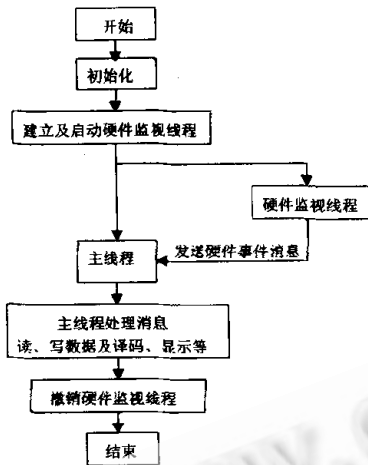 开始
初始化
建立及启动硬件监视线程
硬件监视线程
发送硬件事件消息
主线程
主线程处理消息
读、写数据及译码、显示等
撤销硬件监视线程
结束